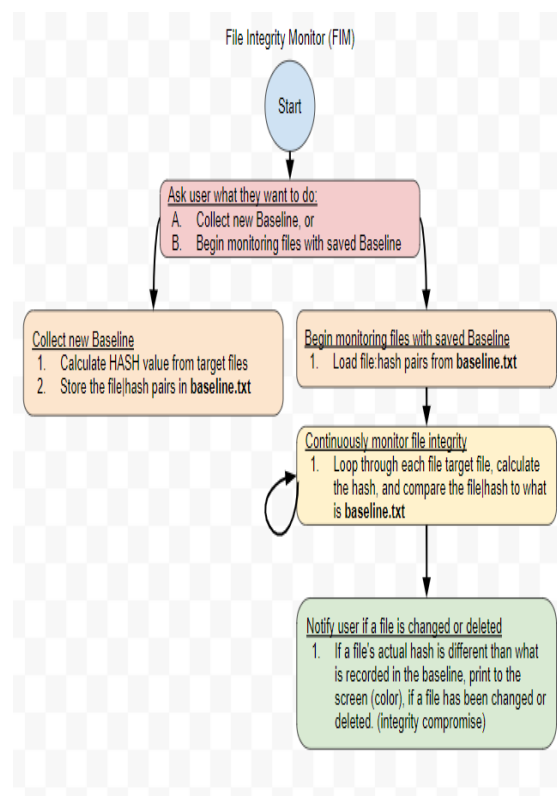 File Integrity Monitor (FIM)
Start
Ask user what they want to do:
A. Collect new Baseline, or
B. Begin monitoring files with saved Baseline
Collect new Baseline
1. Calculate HASH value from target files
2. Store the file|hash pairs in baseline.txt
Begin monitoring files with saved Baseline
1. Load file:hash pairs from baseline.txt
Continuously monitor file integrity
1. Loop through each file target file, calculate
the hash, and compare the file|hash to what
is baseline.txt
Notify user if a file is changed or deleted
1. If a file's actual hash is different than what
is recorded in the baseline, print to the
screen (color), if a file has been changed or
deleted. (integrity compromise)